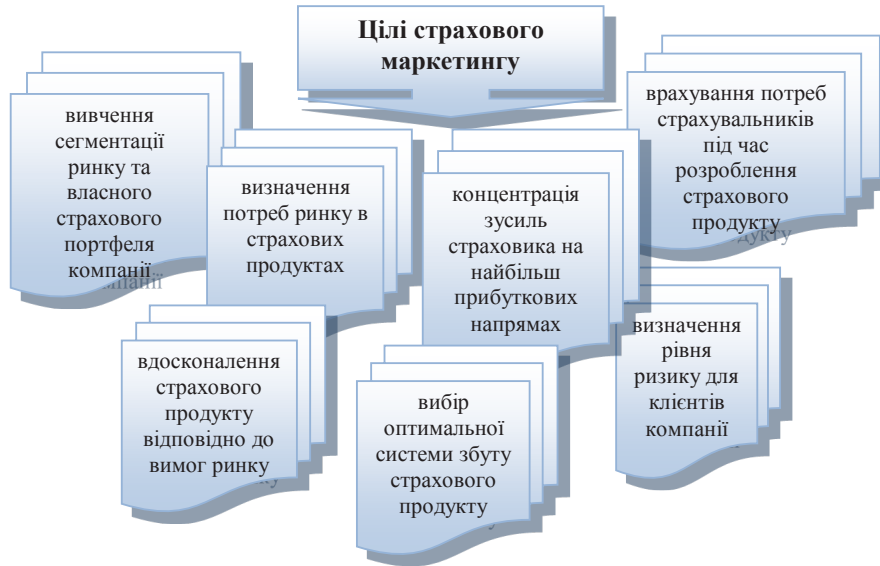 Цілі страхового
маркетингу
вивчення
сегментації
ринку та
власного
страхового
портфеля
компанії
визначення
потреб ринку в
страхових
продуктах
концентрація
зусиль
страховика на
найбільш
прибуткових
напрямах
врахування потреб
страхувальників
під час
розроблення
страхового
продукту
вдосконалення
страхового
продукту
відповідно до
вимог ринку
вибір
оптимальної
системи збуту
страхового
продукту
визначення
рівня
ризику для
клієнтів
компанії